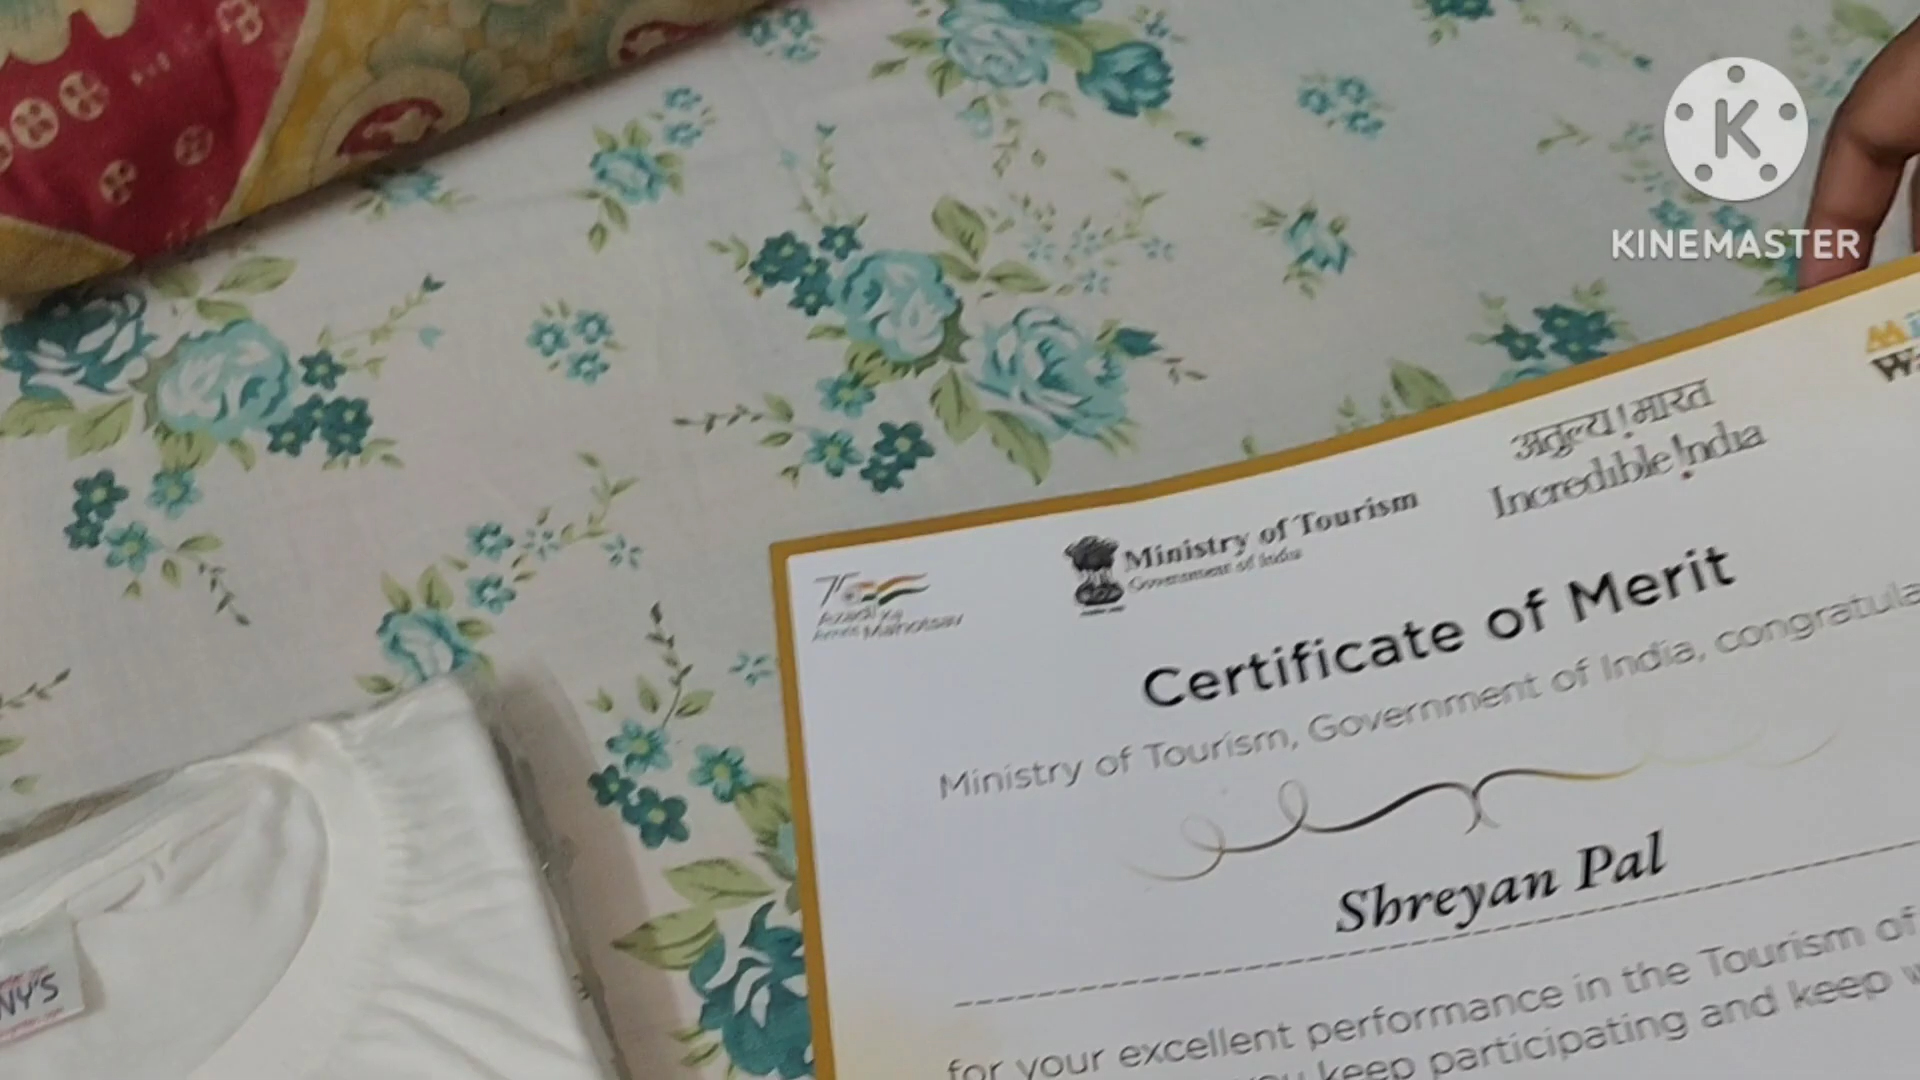 K
KINEMASTER
अतुल्य!भारत
Incredible!ndia
Ministry of Tourism
Government of India
75
Azadi Ka
Amrit Mahotsav
Certificate of Merit
Ministry of Tourism, Government of India,
Shreyan Pal
for your excellent performance in the Tourism of
keep participating and keep
NY'S